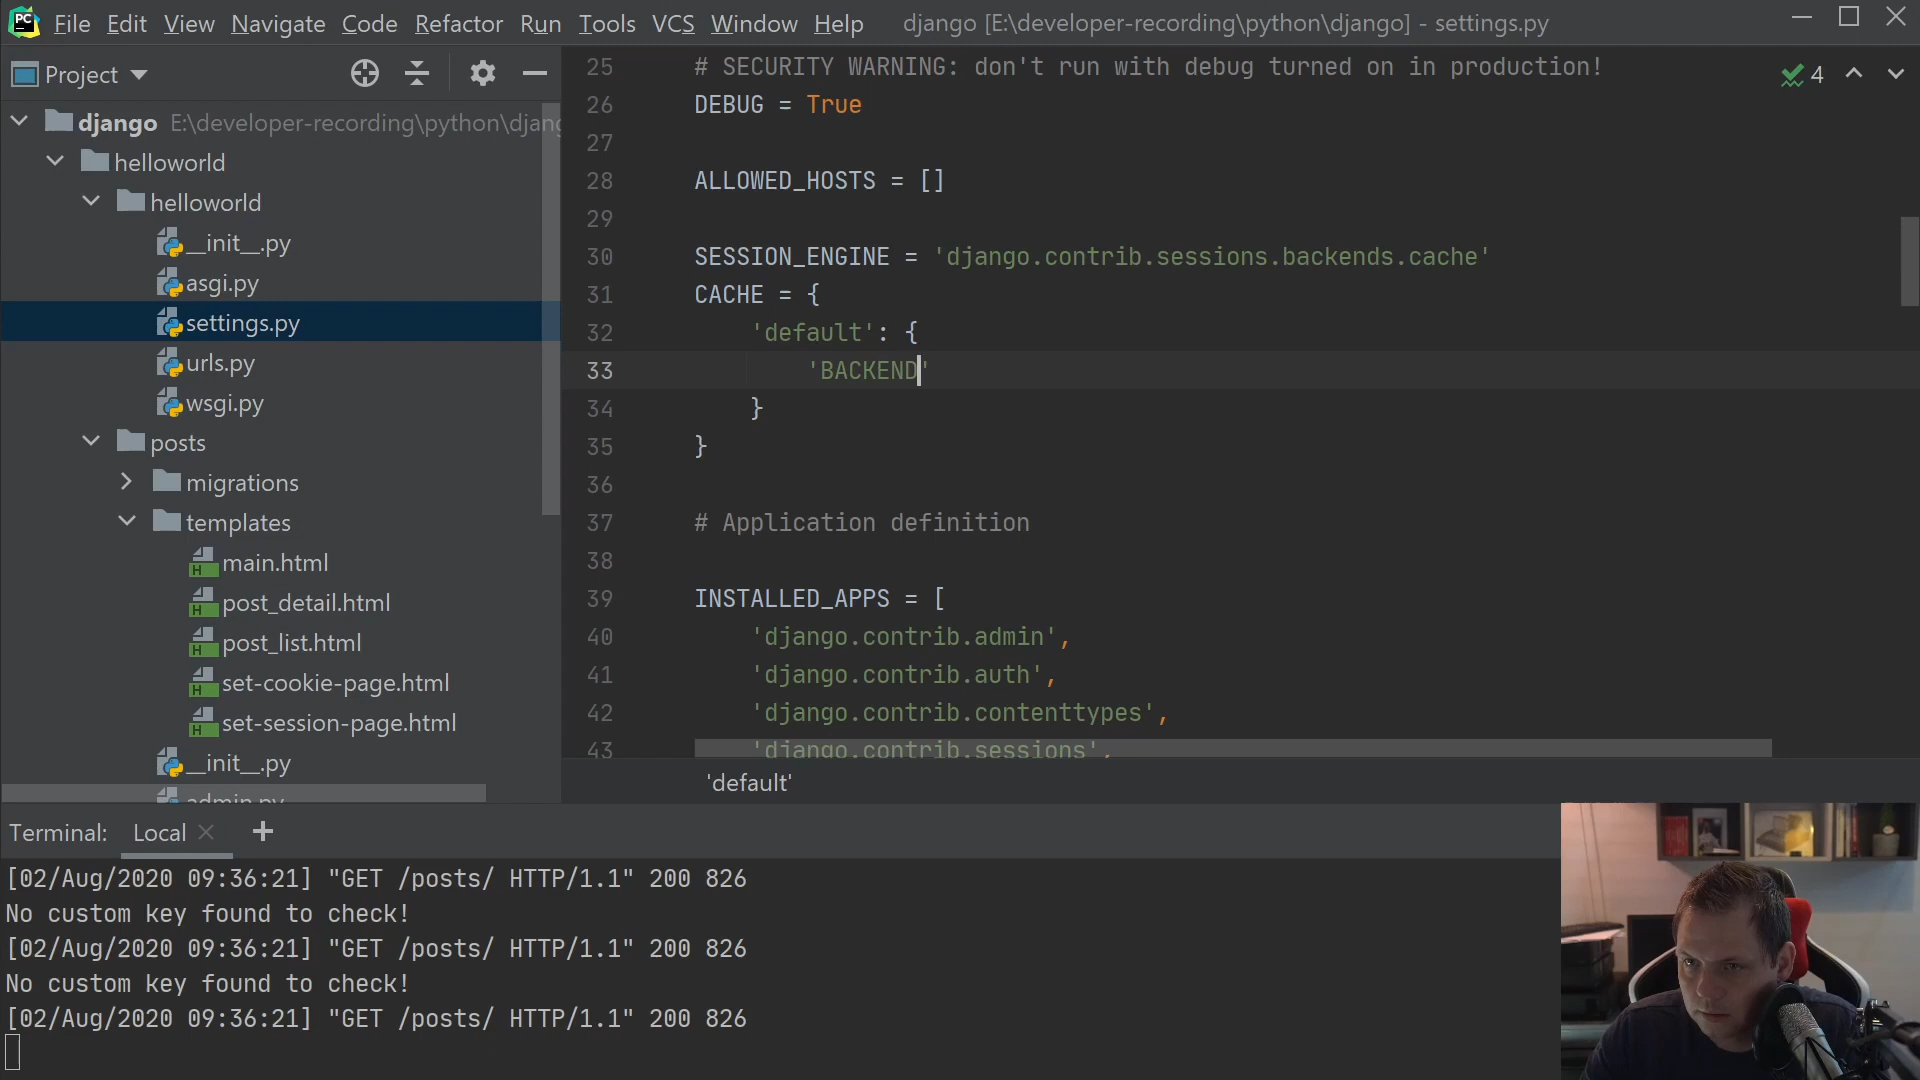 PC File Edit View Navigate Code Refactor Run Tools VCS Window Help django [E:\developer-recording\python\django] - settings.py
Project
django E:\developer-recording\python\djang
helloworld
helloworld
__init__.py
asgi.py
settings.py
urls.py
wsgi.py
posts
migrations
templates
main.html
post_detail.html
post_list.html
set-cookie-page.html
set-session-page.html
__init__.py
admin.py
25 # SECURITY WARNING: don't run with debug turned on in production!
4
26 DEBUG = True
27
28 ALLOWED_HOSTS = []
29
30 SESSION_ENGINE = 'django.contrib.sessions.backends.cache'
31 CACHE = {
32 'default': {
33 'BACKEND'
34 }
35 }
36
37 # Application definition
38
39 INSTALLED_APPS = [
40 'django.contrib.admin',
41 'django.contrib.auth',
42 'django.contrib.contenttypes',
43 'django.contrib.sessions',
'default'
Terminal: Local
[02/Aug/2020 09:36:21] "GET /posts/ HTTP/1.1" 200 826
No custom key found to check!
[02/Aug/2020 09:36:21] "GET /posts/ HTTP/1.1" 200 826
No custom key found to check!
[02/Aug/2020 09:36:21] "GET /posts/ HTTP/1.1" 200 826